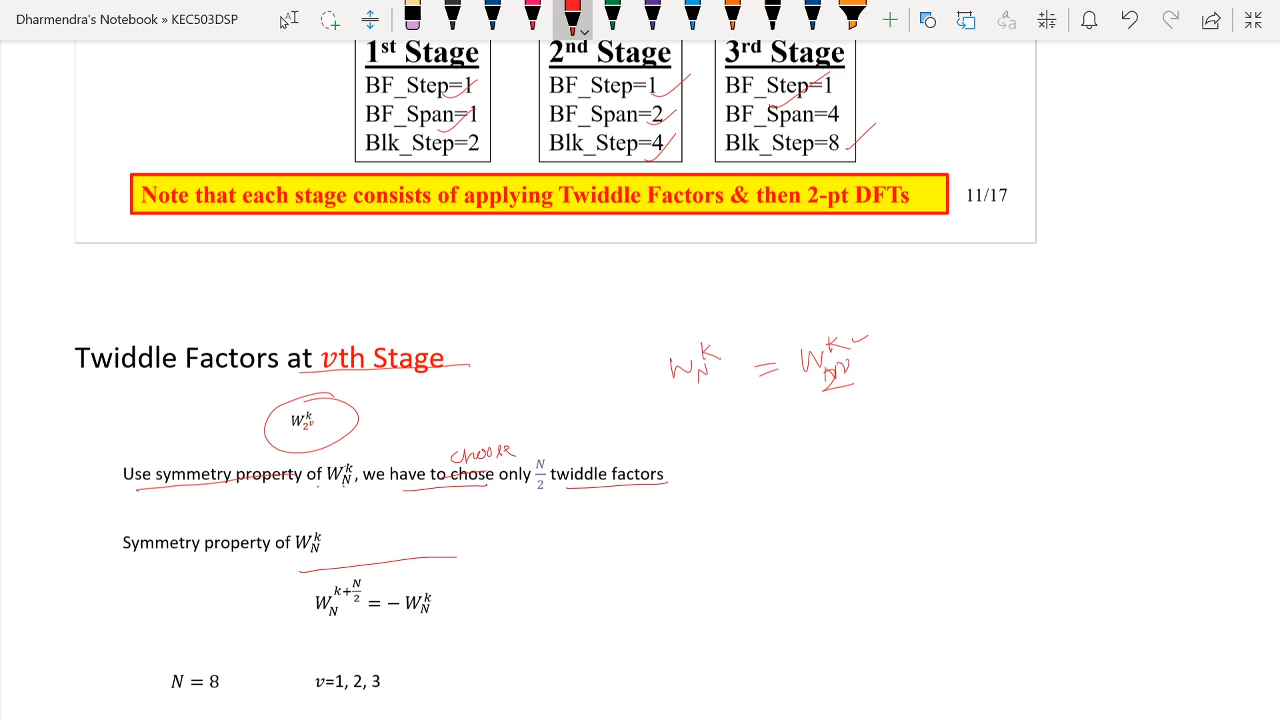 Dharmendra's Notebook » KEC503DSP
1st Stage
BF_Step=1
BF_Span=1
Blk_Step=2
2nd Stage
BF_Step=1
BF_Span=2
Blk_Step=4
3rd Stage
BF_Step=1
BF_Span=4
Blk_Step=8
Note that each stage consists of applying Twiddle Factors & then 2-pt DFTs
11/17
Twiddle Factors at vth Stage
W_N^K = W^K
W_{2^v}^k
choose
Use symmetry property of W_N^k, we have to chose only N/2 twiddle factors
Symmetry property of W_N^k
W_N^{k+N/2} = − W_N^k
N = 8 v=1, 2, 3